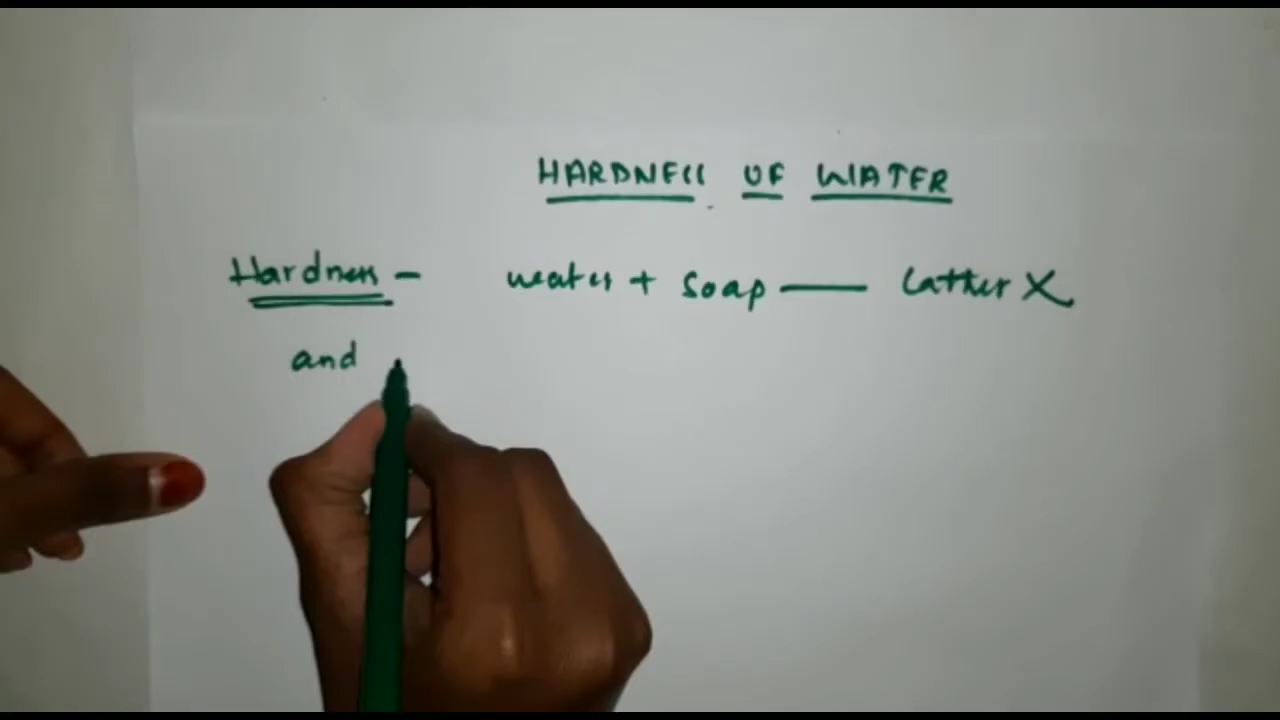 HARDNESS OF WATER
Hardness - water + soap — Lather X
and